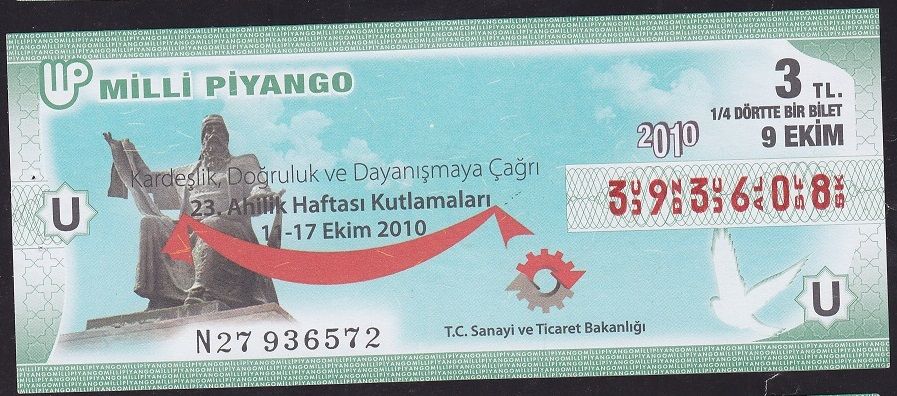 MİLLİ PİYANGO
3 TL.
1/4 DÖRTTE BİR BİLET
2010
9 EKİM
Kardeşlik, Doğruluk ve Dayanışmaya Çağrı
23. Ahilik Haftası Kutlamaları
11-17 Ekim 2010
393608
U
U
N27 936572
T.C. Sanayi ve Ticaret Bakanlığı